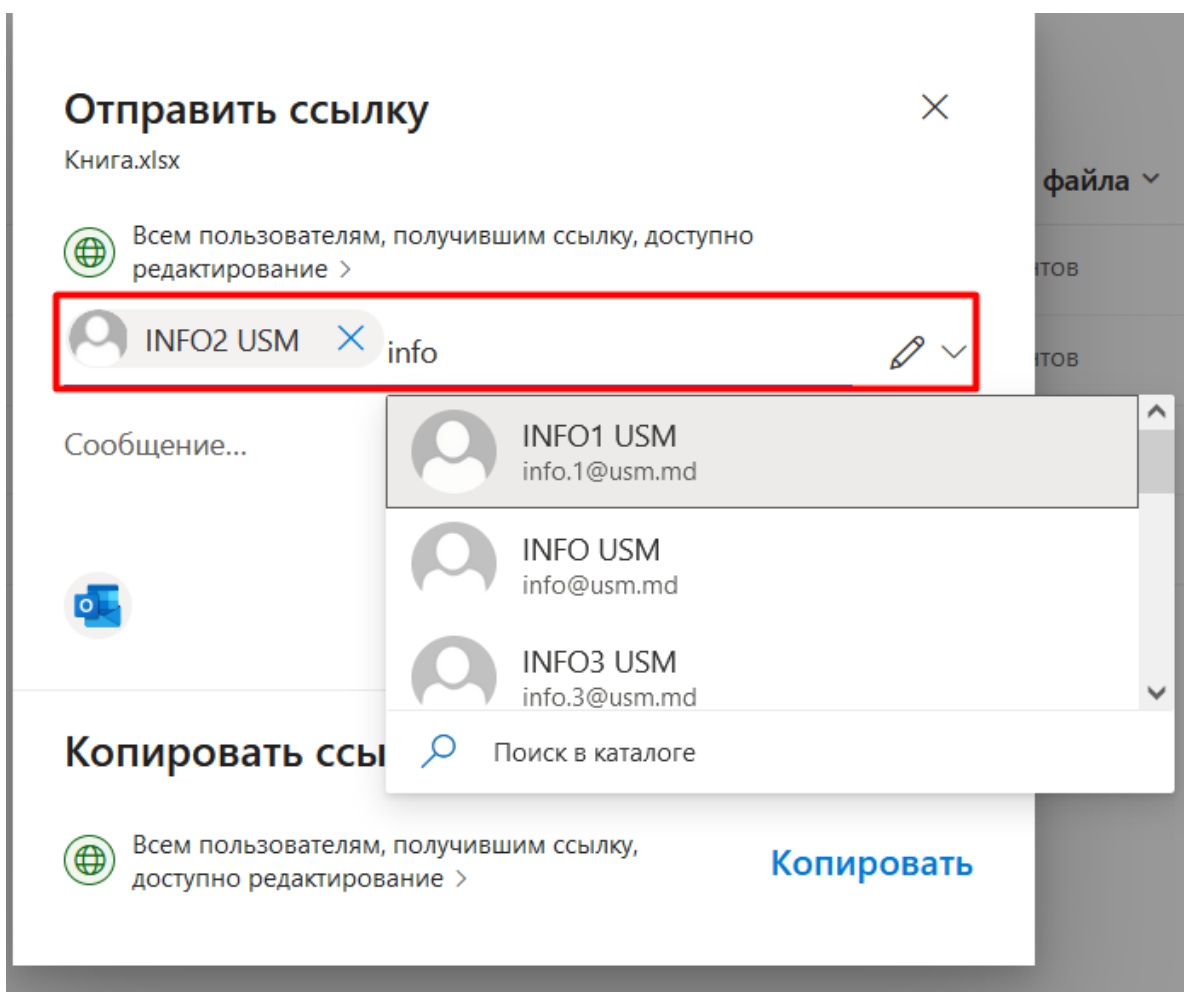 Отправить ссылку
Книга.xlsx
файла
Всем пользователям, получившим ссылку, доступно
редактирование >
INFO2 USM
info
Сообщение...
INFO1 USM
info.1@usm.md
INFO USM
info@usm.md
INFO3 USM
info.3@usm.md
Поиск в каталоге
Копировать ссы
Всем пользователям, получившим ссылку,
доступно редактирование >
Копировать